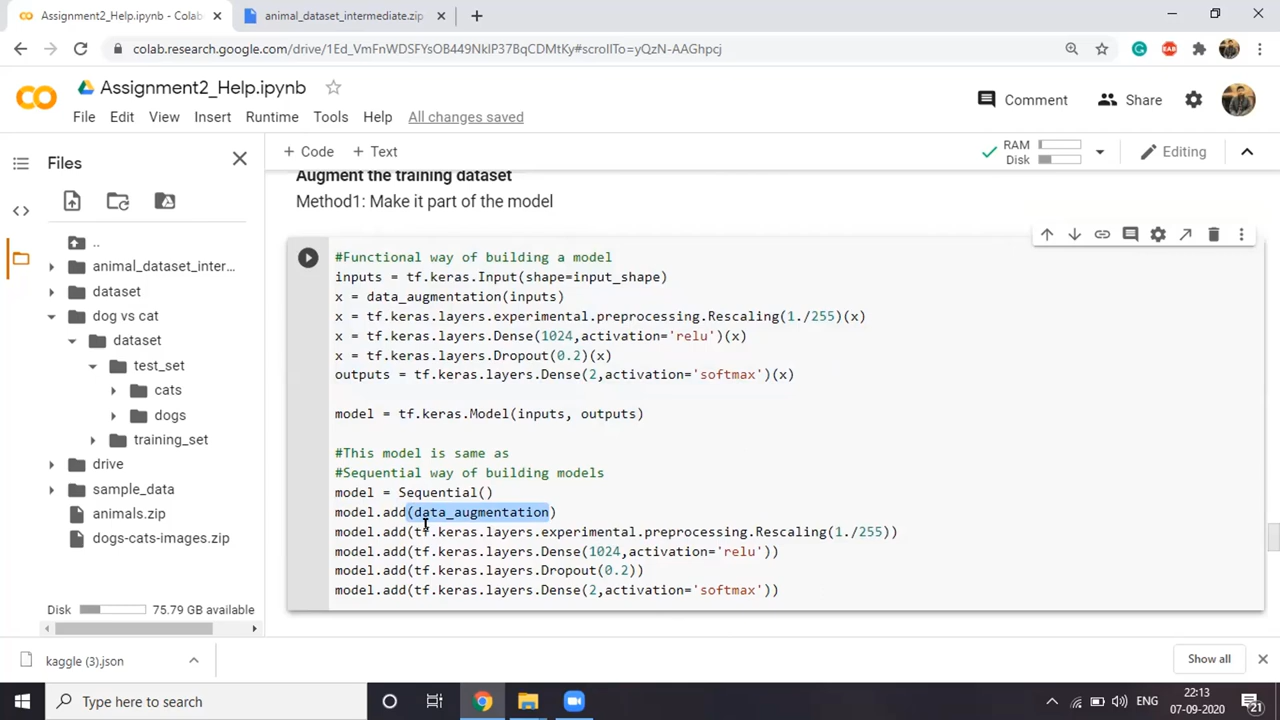 Assignment2_Help.ipynb - Colab
animal_dataset_intermediate.zip
colab.research.google.com/drive/1Ed_VmFnWDSFYsOB449NklP37BqCDMtKy#scrollTo=yQzN-AAGhpcj
Assignment2_Help.ipynb
Comment
Share
File Edit View Insert Runtime Tools Help All changes saved
Files
+ Code + Text
RAM
Disk
Editing
Augment the training dataset
Method1: Make it part of the model
..
animal_dataset_inter...
dataset
dog vs cat
dataset
test_set
cats
dogs
training_set
drive
sample_data
animals.zip
dogs-cats-images.zip
Disk 75.79 GB available
#Functional way of building a model
inputs = tf.keras.Input(shape=input_shape)
x = data_augmentation(inputs)
x = tf.keras.layers.experimental.preprocessing.Rescaling(1./255)(x)
x = tf.keras.layers.Dense(1024,activation='relu')(x)
x = tf.keras.layers.Dropout(0.2)(x)
outputs = tf.keras.layers.Dense(2,activation='softmax')(x)
model = tf.keras.Model(inputs, outputs)
#This model is same as
#Sequential way of building models
model = Sequential()
model.add(data_augmentation)
model.add(tf.keras.layers.experimental.preprocessing.Rescaling(1./255))
model.add(tf.keras.layers.Dense(1024,activation='relu'))
model.add(tf.keras.layers.Dropout(0.2))
model.add(tf.keras.layers.Dense(2,activation='softmax'))
kaggle (3).json
Show all
Type here to search
ENG
22:13
07-09-2020
21